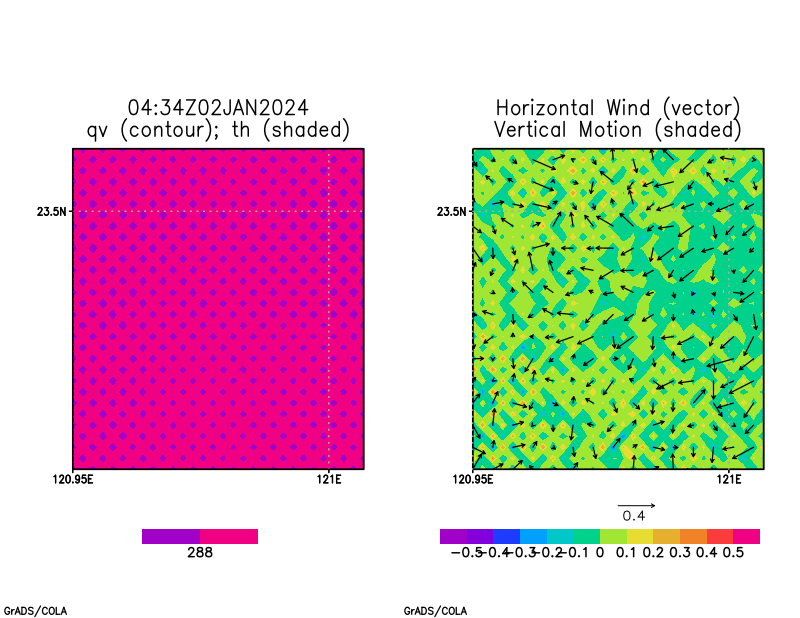 04:34Z02JAN2024
qv (contour); th (shaded)
23.5N
120.95E 121E
288
GrADS/COLA
Horizontal Wind (vector)
Vertical Motion (shaded)
23.5N
120.95E 121E
0.4
-0.5 -0.4 -0.3 -0.2 -0.1 0 0.1 0.2 0.3 0.4 0.5
GrADS/COLA